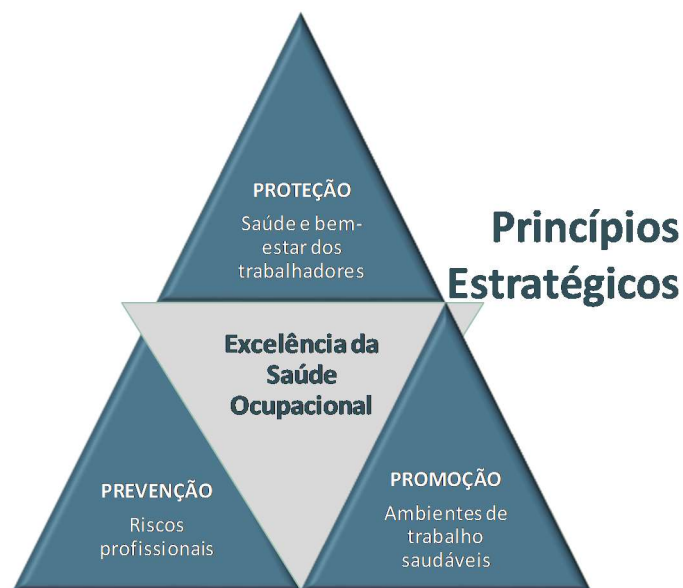 PROTEÇÃO
Saúde e bem-
estar dos
trabalhadores
Princípios
Estratégicos
Excelência da
Saúde
Ocupacional
PREVENÇÃO
Riscos
profissionais
PROMOÇÃO
Ambientes de
trabalho
saudáveis